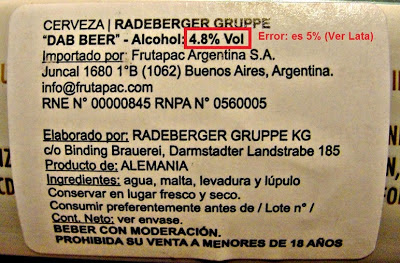 CERVEZA | RADEBERGER GRUPPE
“DAB BEER” - Alcohol: 4.8% Vol Error: es 5% (Ver Lata)
Importado por: Frutapac Argentina S.A.
Juncal 1680 1°B (1062) Buenos Aires, Argentina.
info@frutapac.com
RNE N° 00000845 RNPA N° 0560005
Elaborado por: RADEBERGER GRUPPE KG
c/o Binding Brauerei, Darmstadter Landstrabe 185
Producto de: ALEMANIA
Ingredientes: agua, malta, levadura y lúpulo
Conservar en lugar fresco y seco.
Consumir preferentemente antes de / Lote n° /
Cont. Neto: ver envase.
BEBER CON MODERACIÓN.
PROHIBIDA SU VENTA A MENORES DE 18 AÑOS